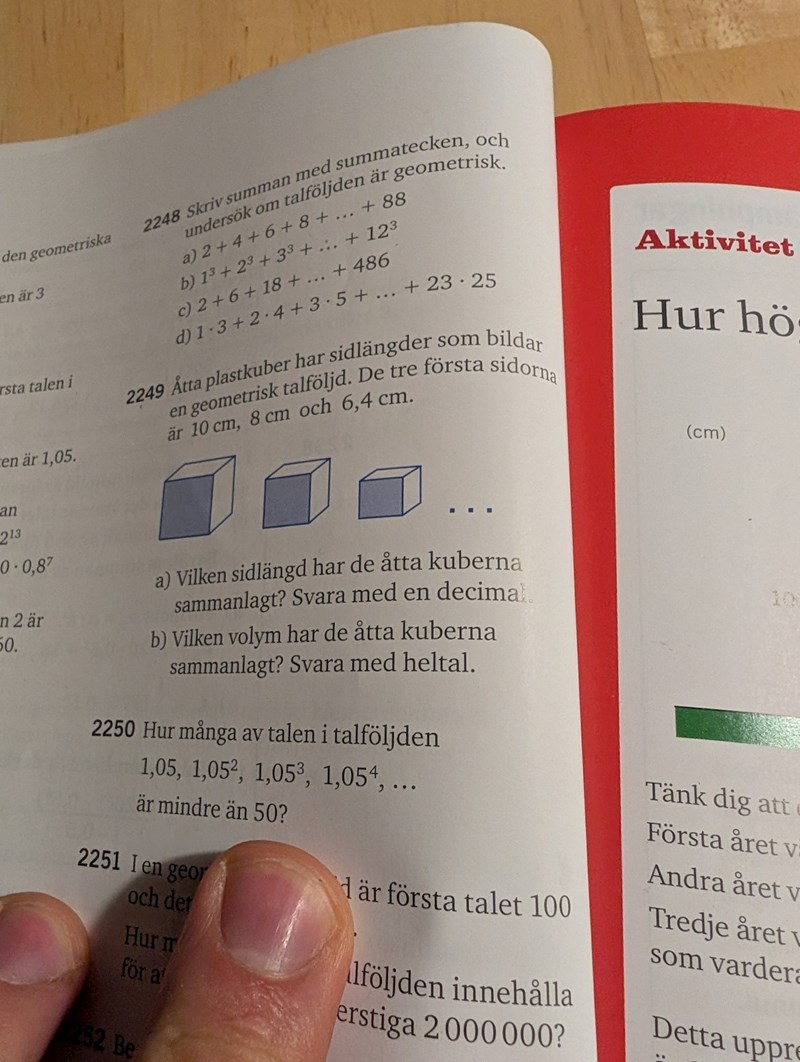 den geometriska
en är 3
rsta talen i
en är 1,05.
an
2¹³
0 · 0,8⁷
n 2 är
50.
2248 Skriv summan med summatecken, och
undersök om talföljden är geometrisk.
a) 2 + 4 + 6 + 8 + ... + 88
b) 1³ + 2³ + 3³ + ... + 12³
c) 2 + 6 + 18 + ... + 486
d) 1 · 3 + 2 · 4 + 3 · 5 + ... + 23 · 25
2249 Åtta plastkuber har sidlängder som bildar
en geometrisk talföljd. De tre första sidorna
är 10 cm, 8 cm och 6,4 cm.
...
a) Vilken sidlängd har de åtta kuberna
sammanlagt? Svara med en decimal.
b) Vilken volym har de åtta kuberna
sammanlagt? Svara med heltal.
2250 Hur många av talen i talföljden
1,05, 1,05², 1,05³, 1,05⁴, ...
är mindre än 50?
2251 I en geor
d är första talet 100
och det
Hur m
lföljden innehålla
för a
erstiga 2 000 000?
2252 Be
Aktivitet
Hur hö
(cm)
10
Tänk dig att
Första året v
Andra året v
Tredje året v
som vardera
Detta uppre